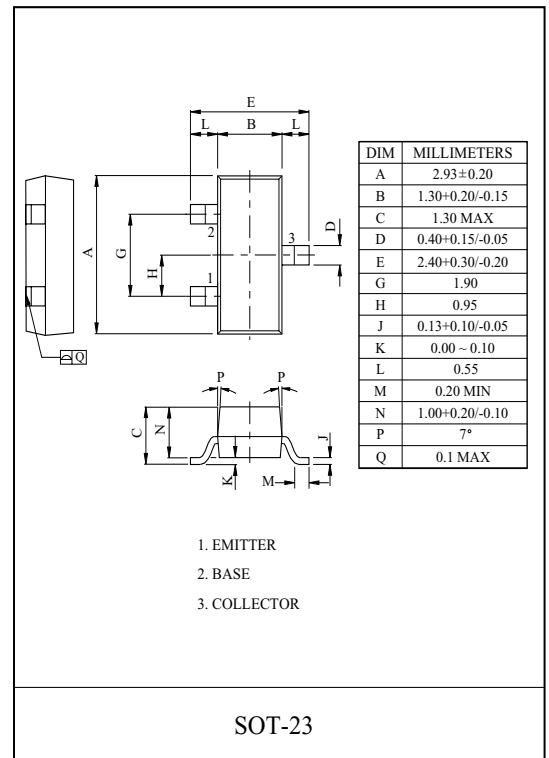 E
L B L
A
G
H
D
2
3
1
Q
P P
C
N
K
M
J
DIM MILLIMETERS
A 2.93±0.20
B 1.30+0.20/-0.15
C 1.30 MAX
D 0.40+0.15/-0.05
E 2.40+0.30/-0.20
G 1.90
H 0.95
J 0.13+0.10/-0.05
K 0.00 ~ 0.10
L 0.55
M 0.20 MIN
N 1.00+0.20/-0.10
P 7°
Q 0.1 MAX
1. EMITTER
2. BASE
3. COLLECTOR
SOT-23